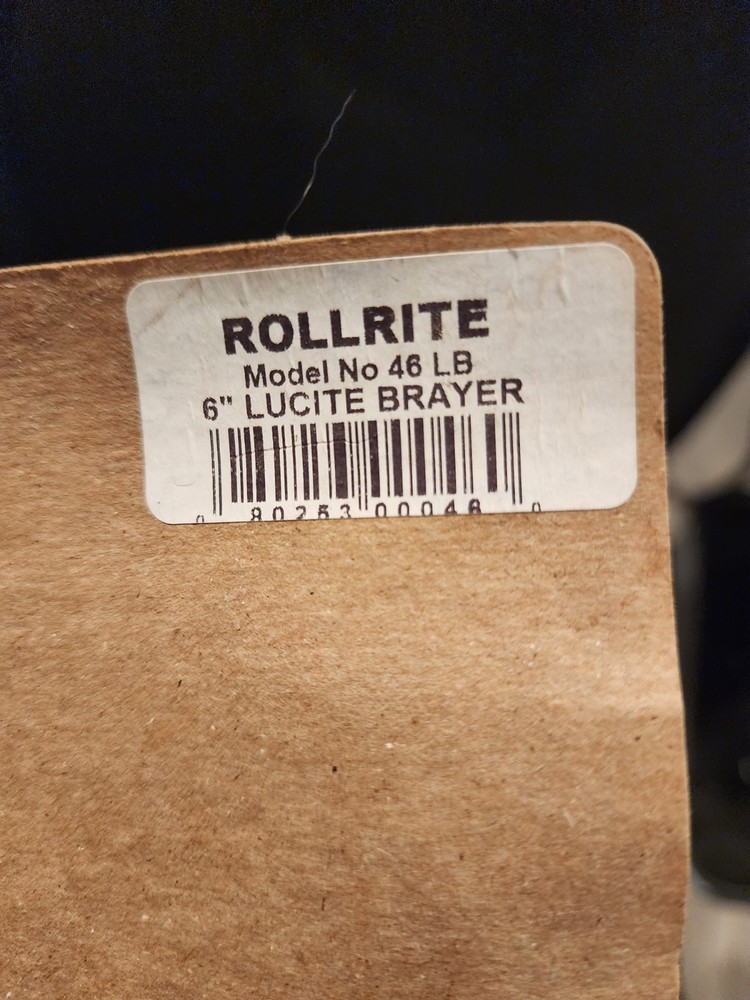 ROLLRITE
Model No 46 LB
6" LUCITE BRAYER
0 80253 00046 0